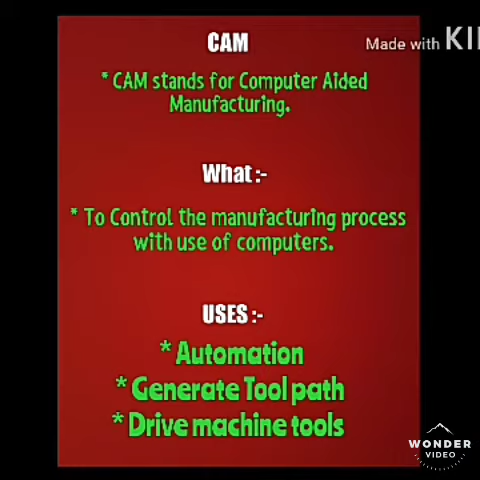 CAM
Made with KI
* CAM stands for Computer Aided
Manufacturing.
What :-
* To Control the manufacturing process
with use of computers.
USES :-
* Automation
* Generate Tool path
* Drive machine tools
WONDER
VIDEO